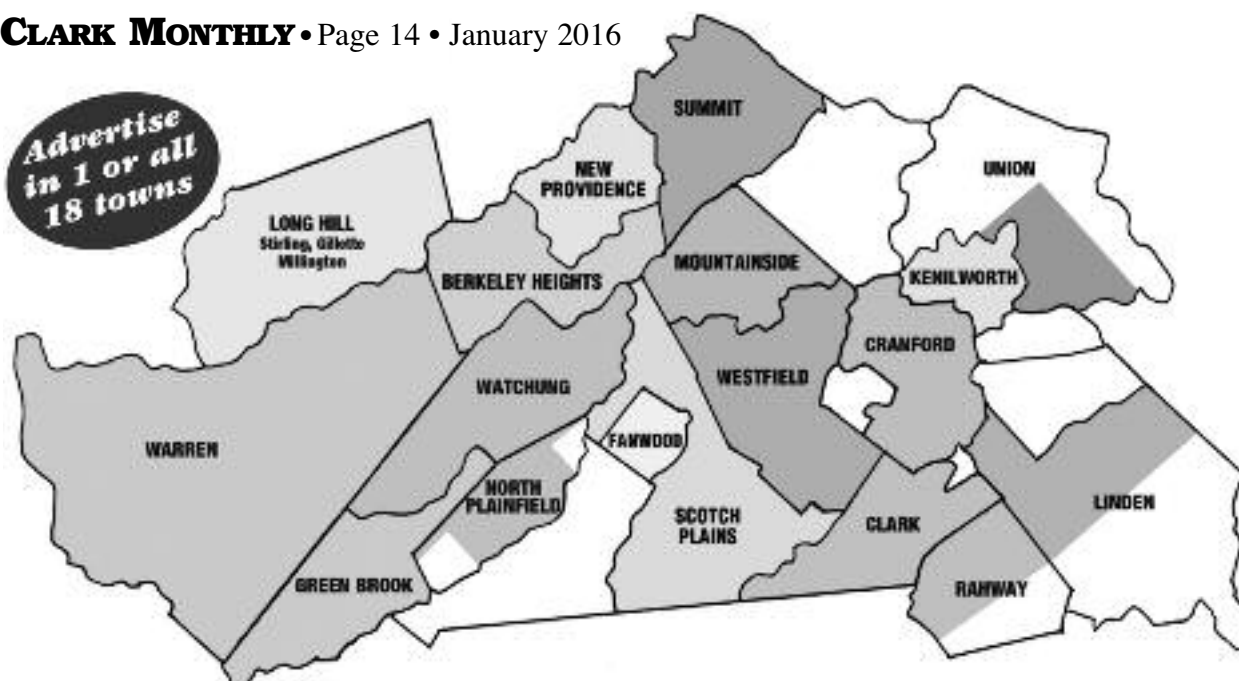 CLARK MONTHLY • Page 14 • January 2016
Advertise
in 1 or all
18 towns
SUMMIT
NEW
PROVIDENCE
UNION
LONG HILL
Stirling, Gillette
Millington
BERKELEY HEIGHTS
MOUNTAINSIDE
KENILWORTH
CRANFORD
WATCHUNG
WESTFIELD
WARREN
FANWOOD
NORTH
PLAINFIELD
SCOTCH
PLAINS
CLARK
LINDEN
GREEN BROOK
RAHWAY